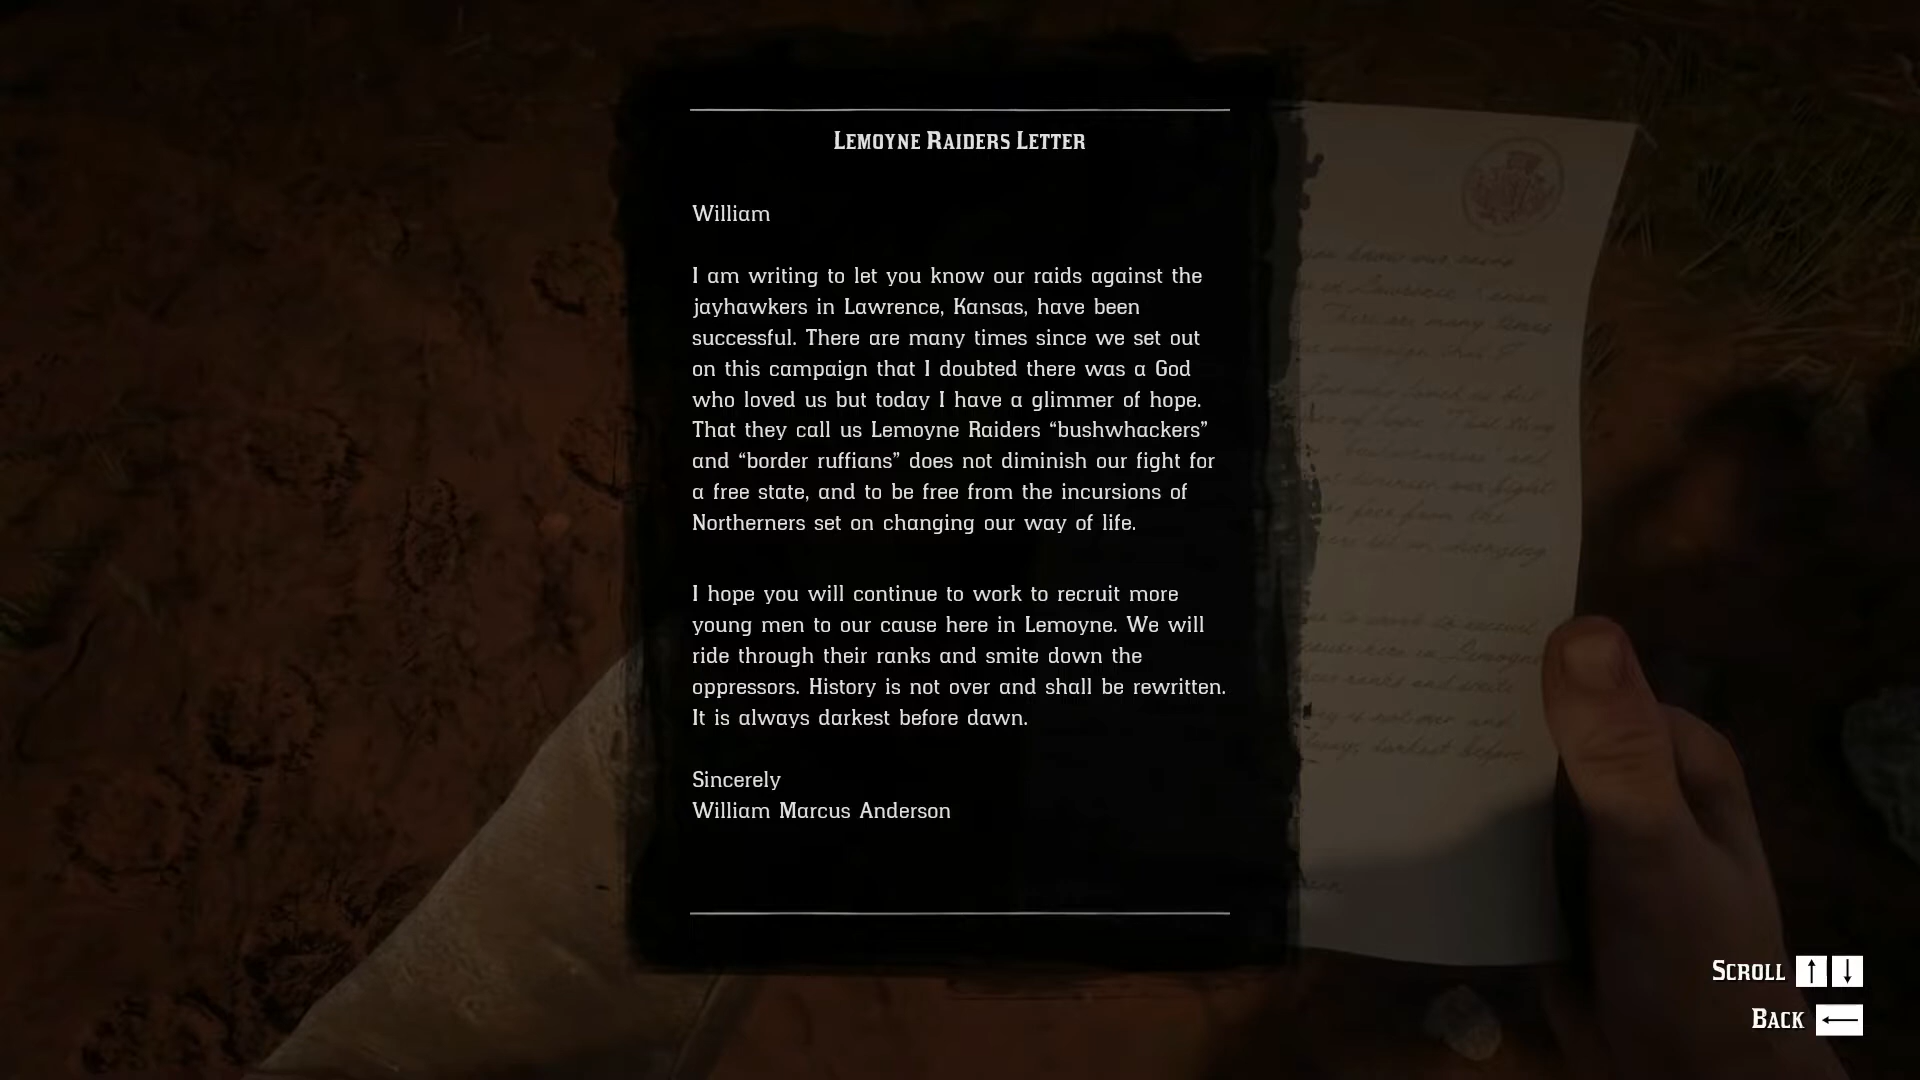 Lemoyne Raiders Letter
William
I am writing to let you know our raids against the
jayhawkers in Lawrence, Kansas, have been
successful. There are many times since we set out
on this campaign that I doubted there was a God
who loved us but today I have a glimmer of hope.
That they call us Lemoyne Raiders “bushwhackers”
and “border ruffians” does not diminish our fight for
a free state, and to be free from the incursions of
Northerners set on changing our way of life.
I hope you will continue to work to recruit more
young men to our cause here in Lemoyne. We will
ride through their ranks and smite down the
oppressors. History is not over and shall be rewritten.
It is always darkest before dawn.
Sincerely
William Marcus Anderson
Scroll
Back